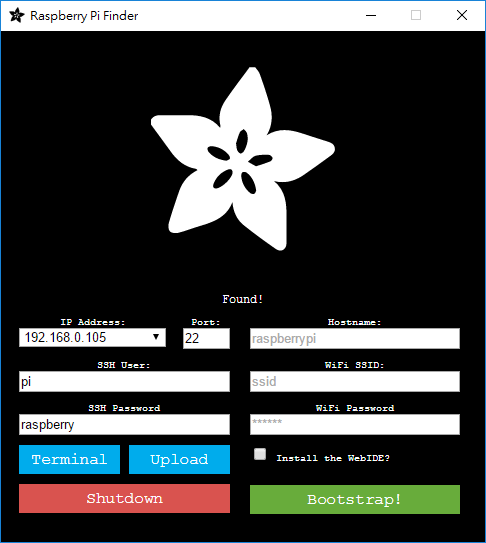 Raspberry Pi Finder
Found!
IP Address: Port: Hostname:
192.168.0.105 22 raspberrypi
SSH User: WiFi SSID:
pi ssid
SSH Password WiFi Password
raspberry ******
Terminal Upload Install the WebIDE?
Shutdown Bootstrap!